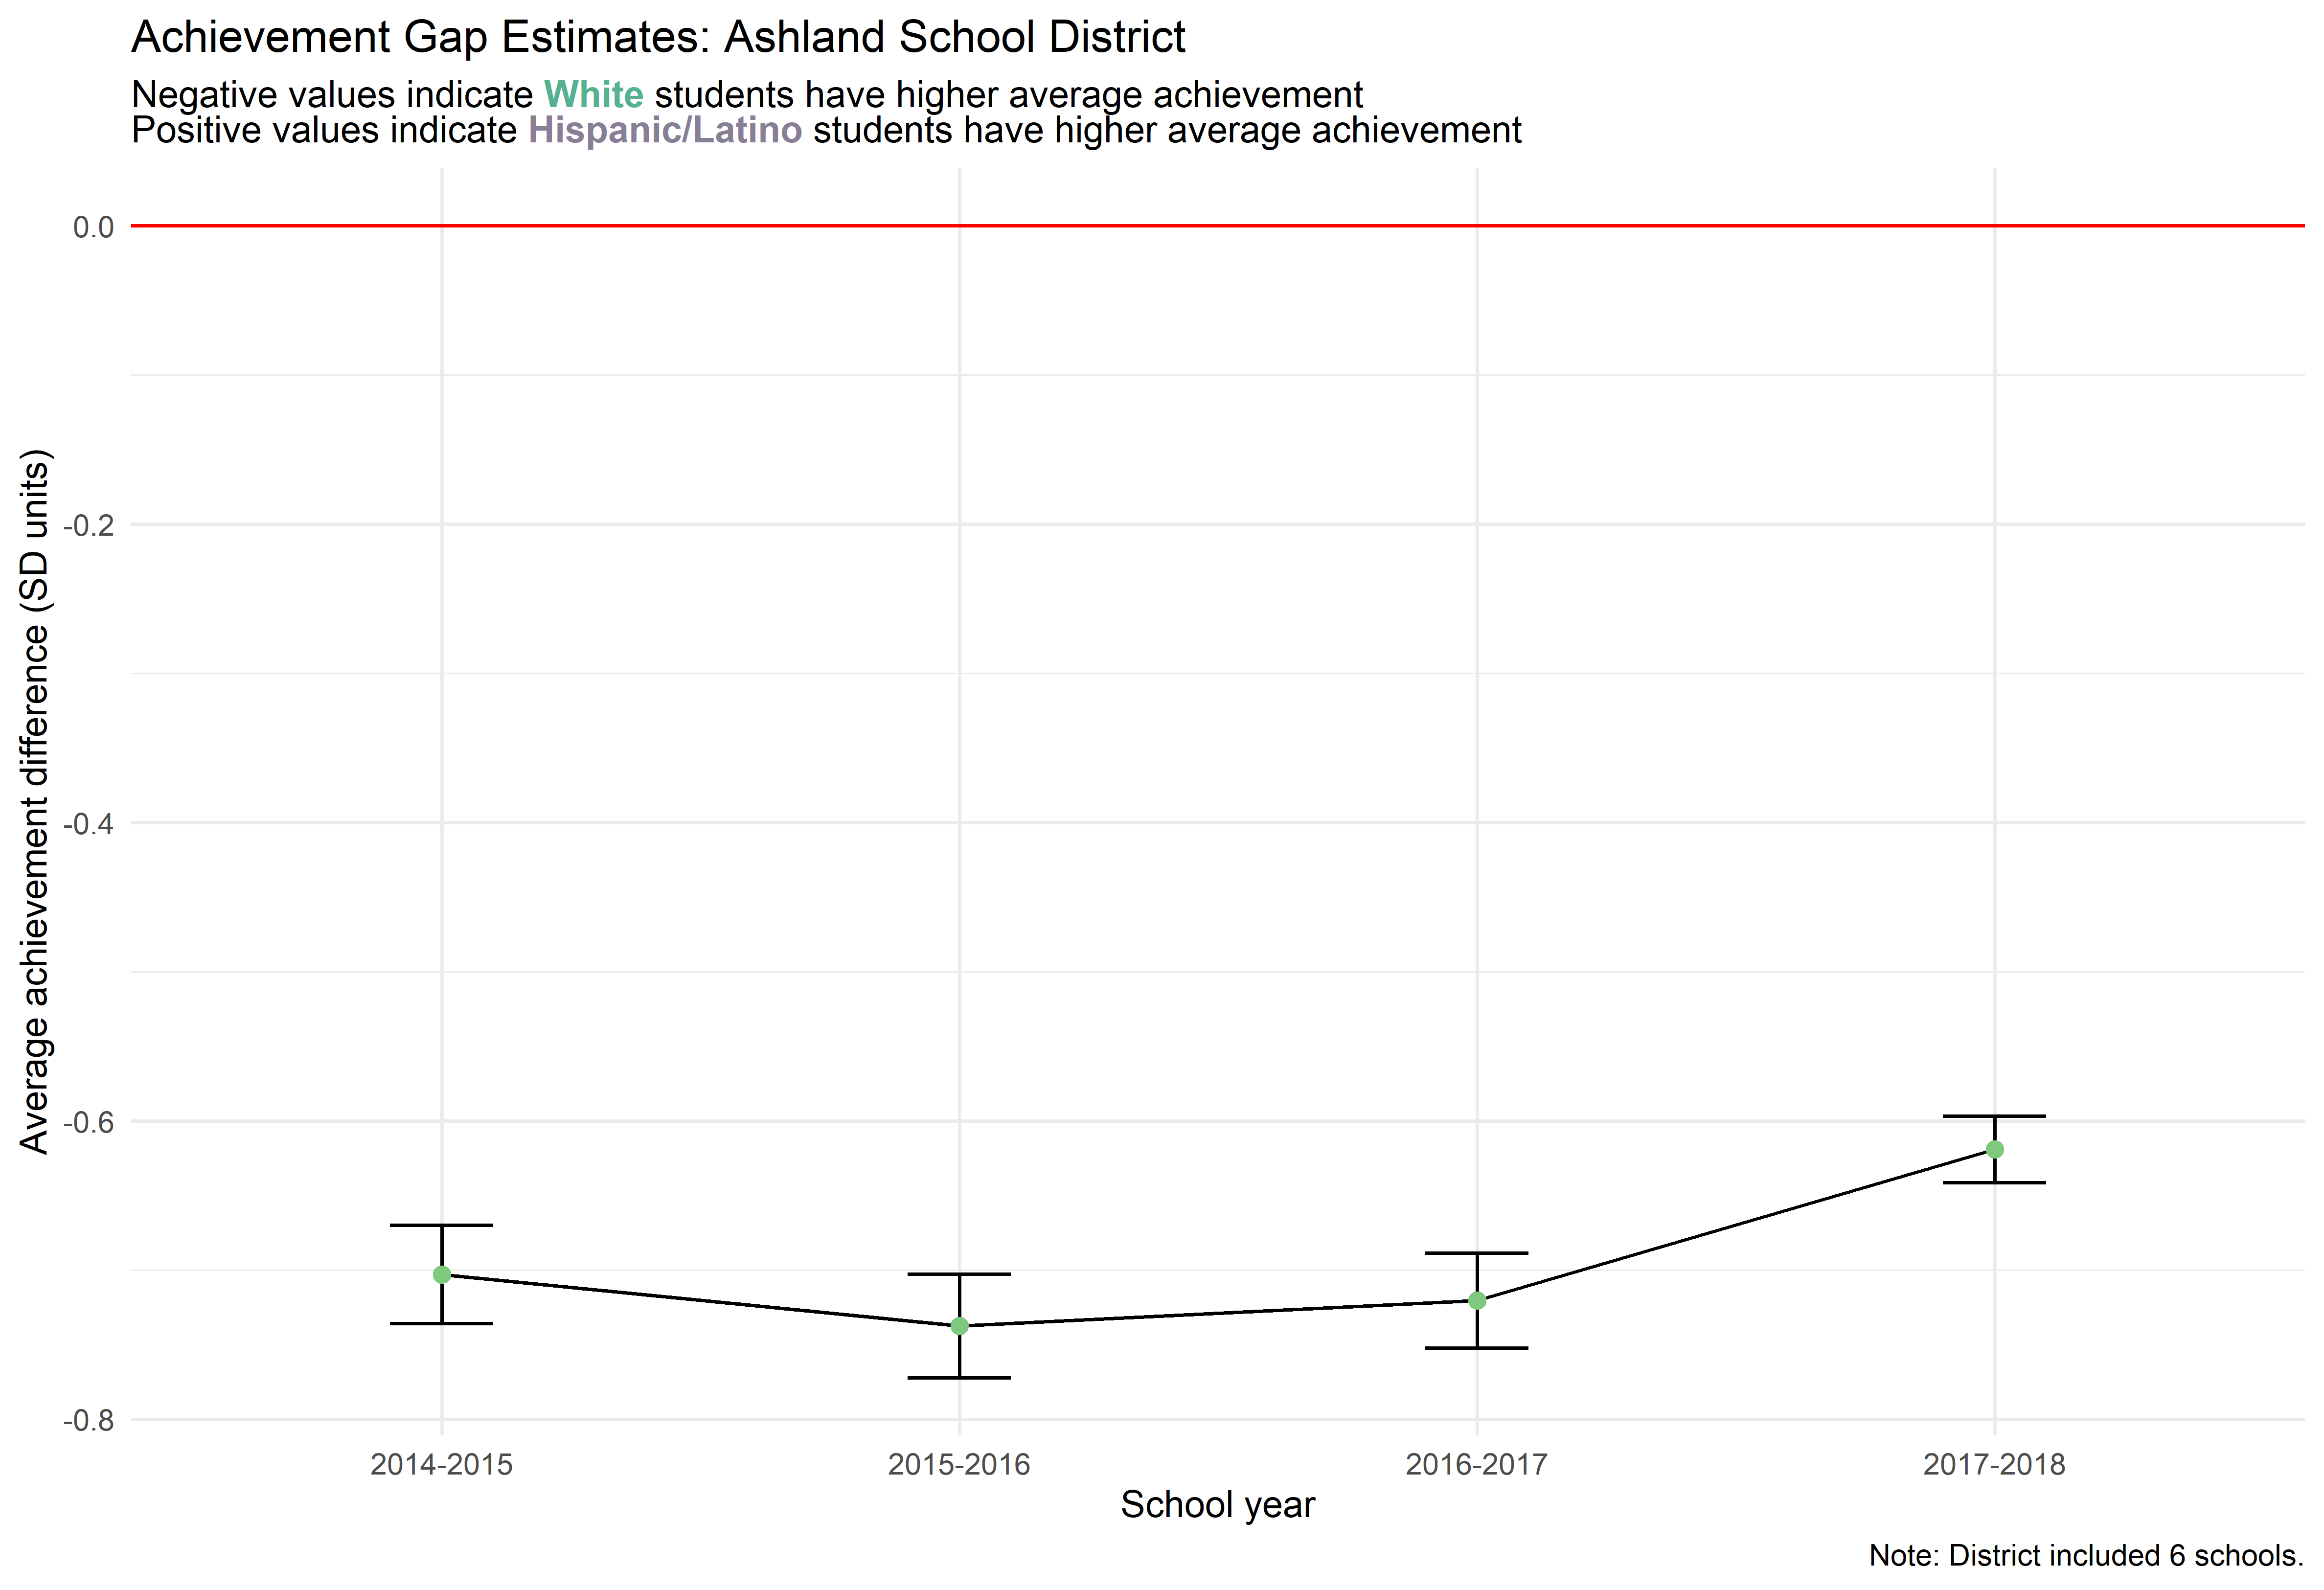 Achievement Gap Estimates: Ashland School District
Negative values indicate White students have higher average achievement
Positive values indicate Hispanic/Latino students have higher average achievement
Average achievement difference (SD units)
0.0
-0.2
-0.4
-0.6
-0.8
2014-2015
2015-2016
2016-2017
2017-2018
School year
Note: District included 6 schools.